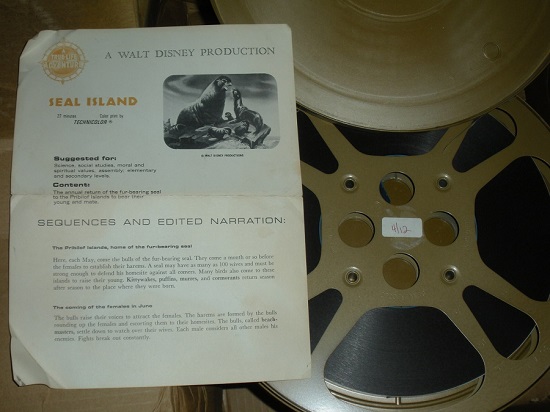 TRUE-LIFE
ADVENTURE
A WALT DISNEY PRODUCTION
SEAL ISLAND
27 minutes Color print by
TECHNICOLOR ®
© WALT DISNEY PRODUCTIONS
Suggested for:
Science, social studies, moral and
spiritual values, assembly, elementary
and secondary levels.
Content:
The annual return of the fur-bearing seal
to the Pribilof Islands to bear their
young and mate.
SEQUENCES AND EDITED NARRATION:
The Pribilof Islands, home of the fur-bearing seal
Here, each May, come the bulls of the fur-bearing seal. They come a month or so before
the females to establish their harems. A seal may have as many as 100 wives and must be
strong enough to defend his homesite against all comers. Many birds also come to these
islands to raise their young. Kittywakes, puffins, murres, and cormorants return season
after season to the place where they were born.
The coming of the females in June
The bulls raise their voices to attract the females. The harems are formed by the bulls
rounding up the females and escorting them to their homesites. The bulls, called beach-
masters, settle down to watch over their wives. Each male considers all other males his
enemies. Fights break out constantly.
9/12